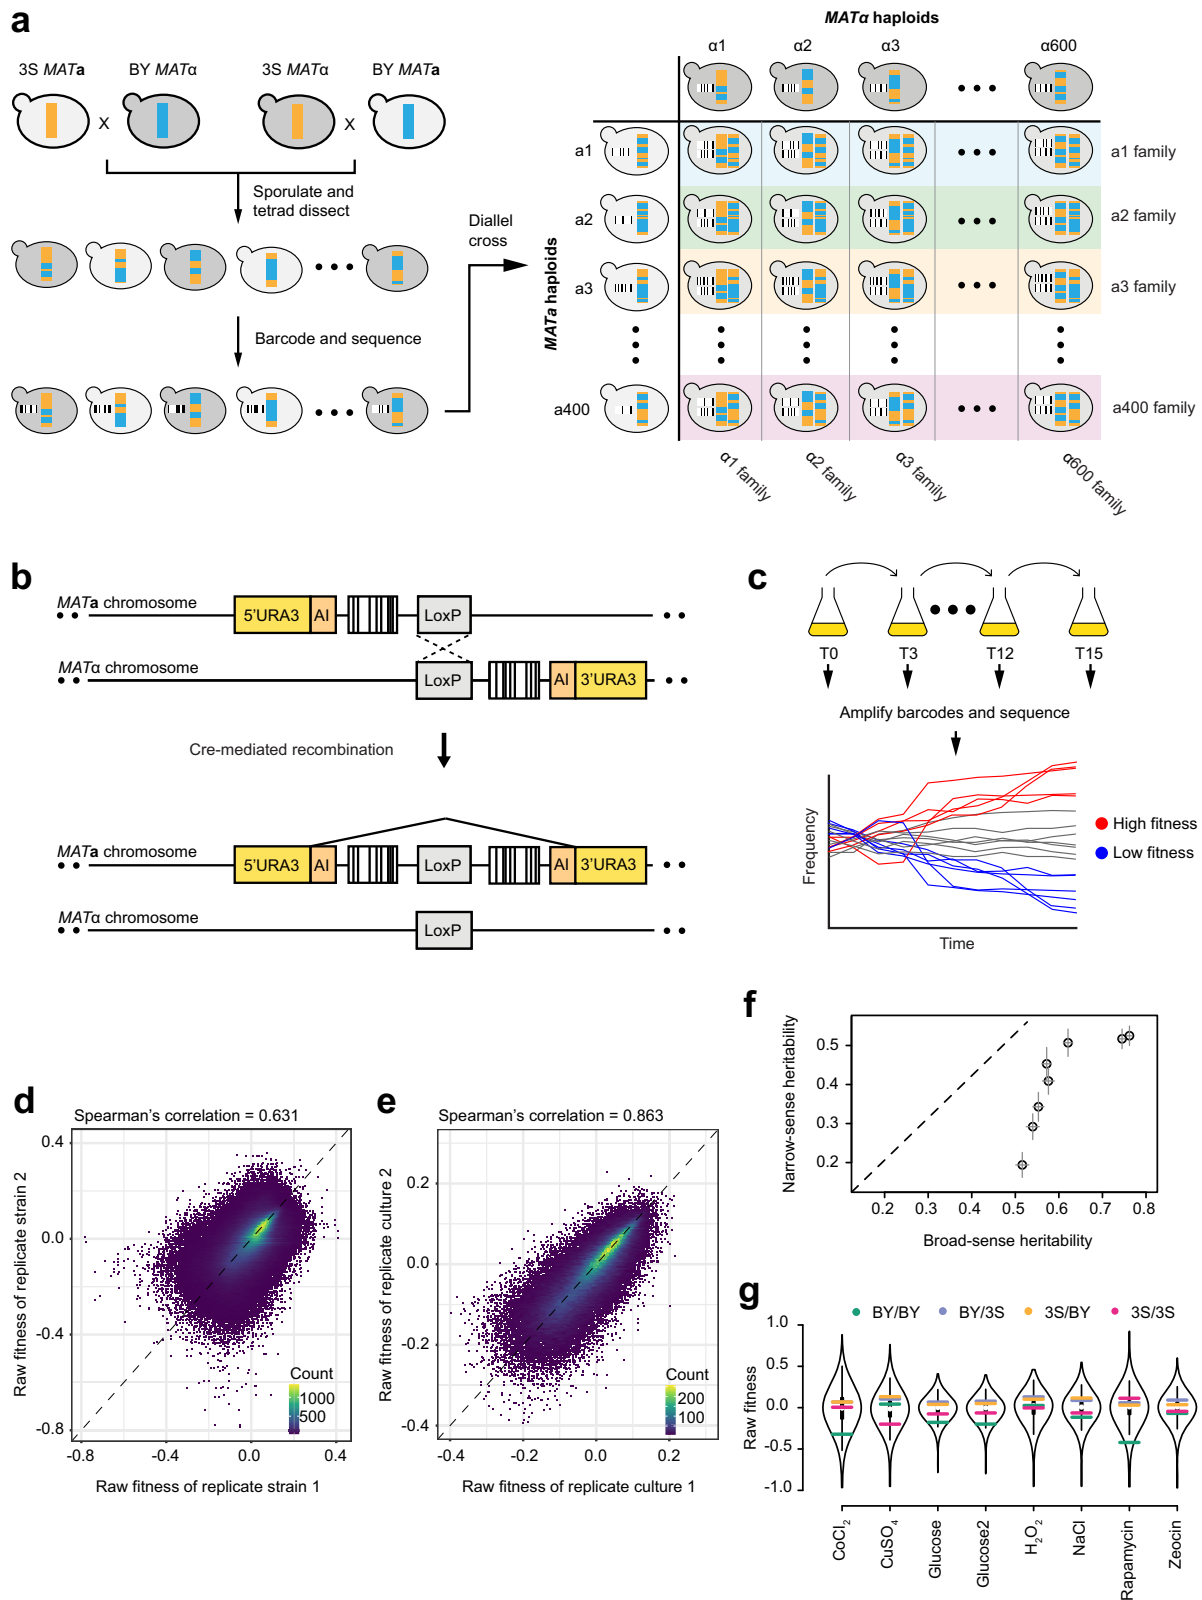 a
3S MATa
BY MATα
3S MATα
BY MATa
X
X
Sporulate and
tetrad dissect
Barcode and sequence
Diallel
cross
MATα haploids
α1
α2
α3
α600
MATa haploids
a1
a2
a3
a400
a1 family
a2 family
a3 family
a400 family
α1 family
α2 family
α3 family
α600 family
b
MATa chromosome
5'URA3
AI
LoxP
MATα chromosome
LoxP
AI
3'URA3
Cre-mediated recombination
MATa chromosome
5'URA3
AI
LoxP
AI
3'URA3
MATα chromosome
LoxP
c
T0
T3
T12
T15
Amplify barcodes and sequence
Frequency
Time
High fitness
Low fitness
d
Spearman's correlation = 0.631
Raw fitness of replicate strain 2
0.4
0.0
-0.4
-0.8
-0.8
-0.4
0.0
0.4
Count
1000
500
Raw fitness of replicate strain 1
e
Spearman's correlation = 0.863
Raw fitness of replicate culture 2
0.2
0.0
-0.2
-0.4
-0.4
-0.2
0.0
0.2
Count
200
100
Raw fitness of replicate culture 1
f
Narrow-sense heritability
0.5
0.4
0.3
0.2
0.2
0.3
0.4
0.5
0.6
0.7
0.8
Broad-sense heritability
g
BY/BY
BY/3S
3S/BY
3S/3S
Raw fitness
1.0
0.5
0.0
-0.5
-1.0
CoCl₂
CuSO₄
Glucose
Glucose2
H₂O₂
NaCl
Rapamycin
Zeocin